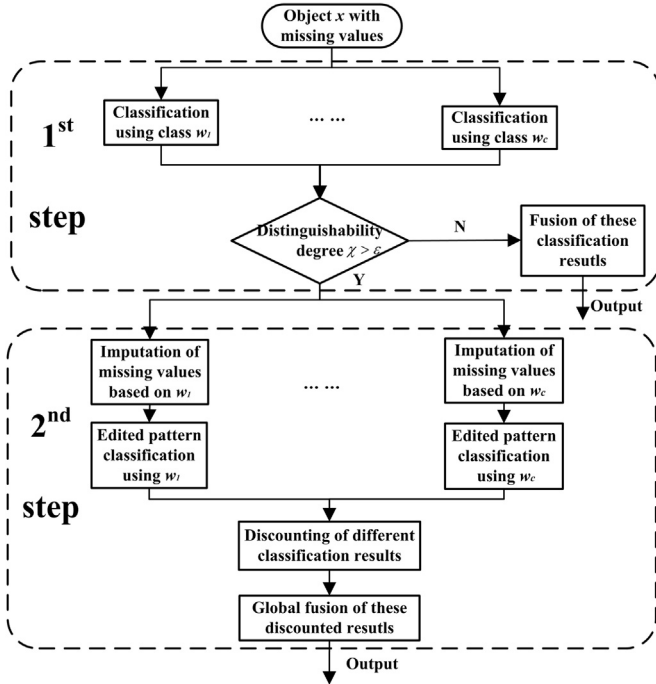 Object x with
missing values
1st
step
Classification
using class w1
... ...
Classification
using class wc
Distinguishability
degree χ > ε
N
Fusion of these
classification
resutls
Y
Output
2nd
step
Imputation of
missing values
based on w1
... ...
Imputation of
missing values
based on wc
Edited pattern
classification
using w1
Edited pattern
classification
using wc
Discounting of different
classification results
Global fusion of these
discounted resutls
Output